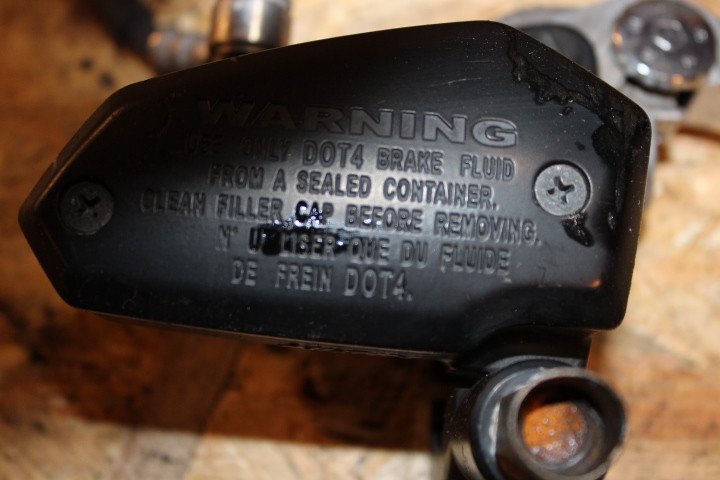 WARNING
USE ONLY DOT4 BRAKE FLUID
FROM A SEALED CONTAINER.
CLEAN FILLER CAP BEFORE REMOVING.
N' UTILISER QUE DU FLUIDE
DE FREIN DOT4.